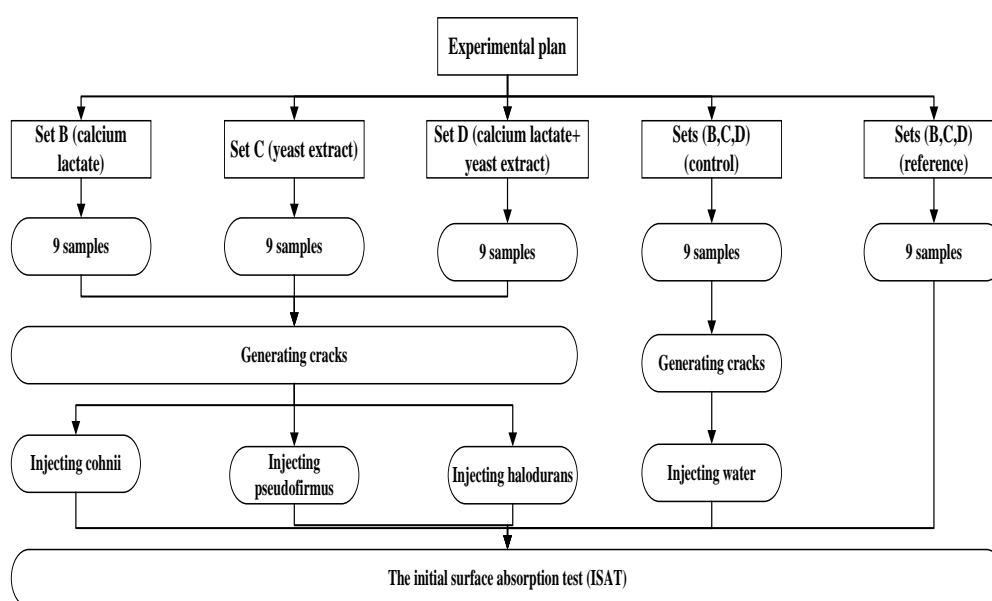 Experimental plan
Set B (calcium
lactate)
Set C (yeast extract)
Set D (calcium lactate+
yeast extract)
Sets (B,C,D)
(control)
Sets (B,C,D)
(reference)
9 samples
9 samples
9 samples
9 samples
9 samples
Generating cracks
Generating cracks
Injecting cohnii
Injecting
pseudofirmus
Injecting halodurans
Injecting water
The initial surface absorption test (ISAT)